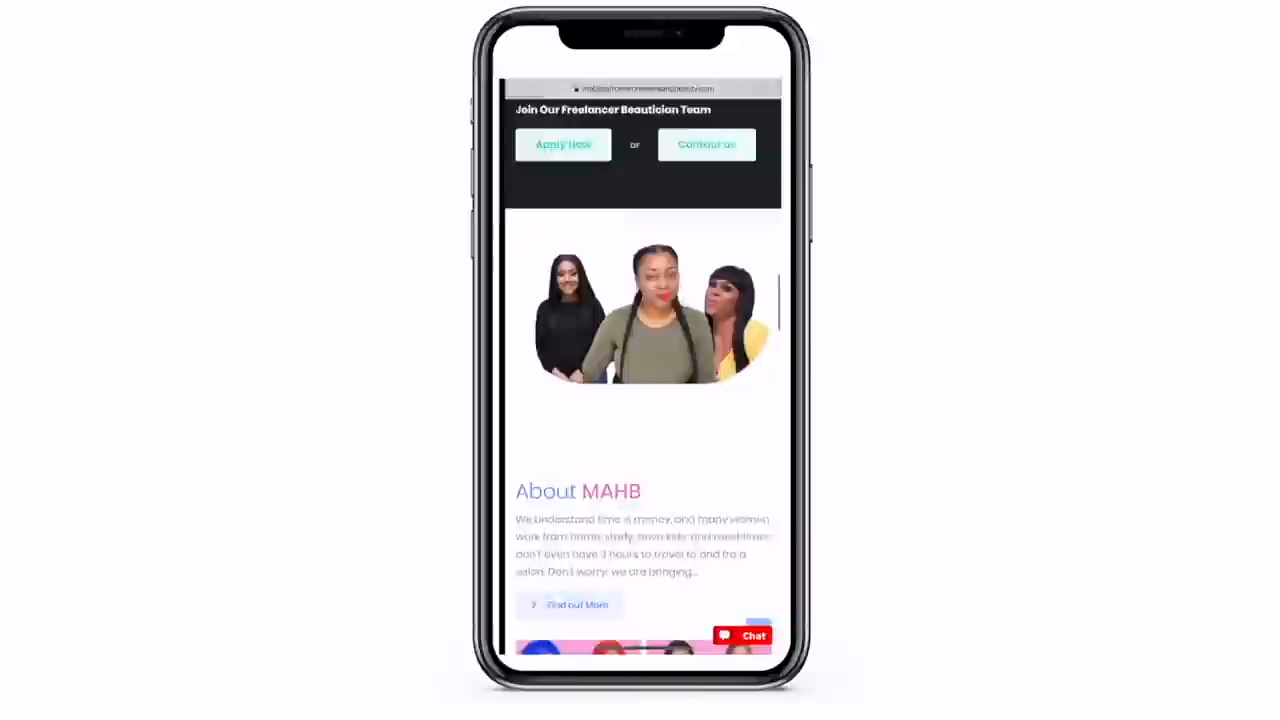 Join Our Freelancer Beautician Team
Apply Now
or
Contact us
About MAHB
We understand time is money, and many women
work from home, study, have kids and sometimes
don't even have 3 hours to travel to and fro a
salon. Don't worry; we are bringing...
? Find out More
Chat